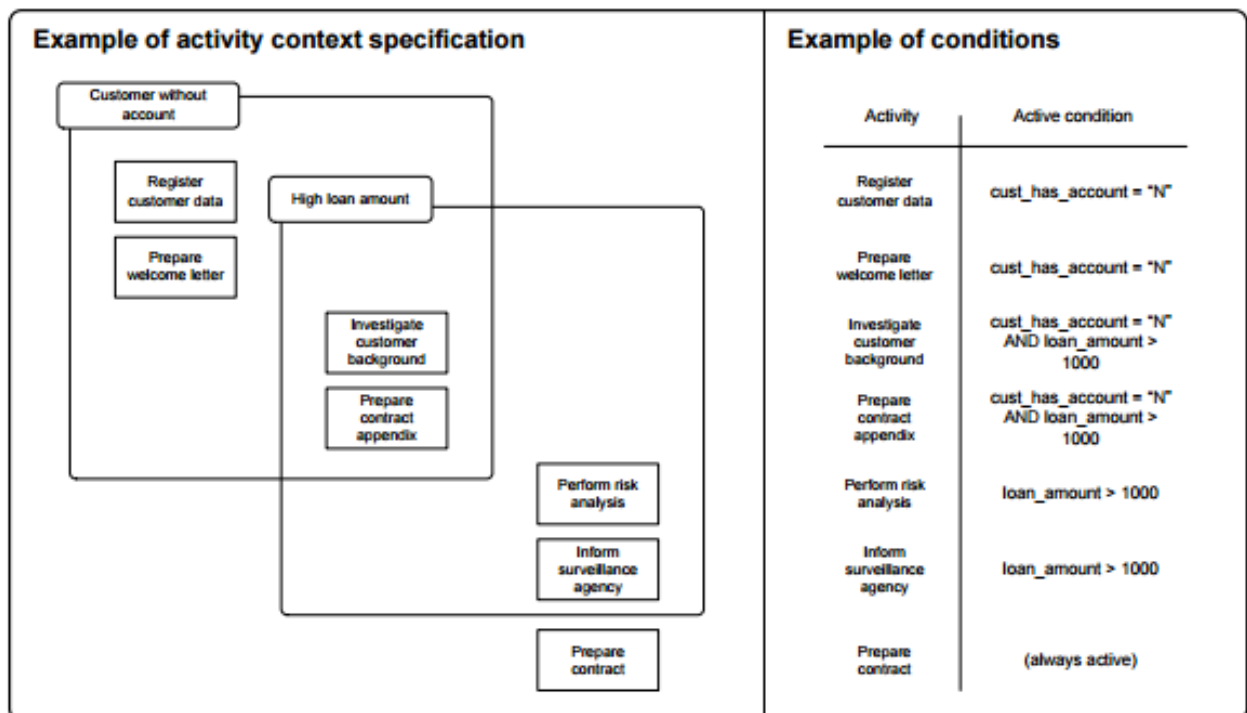 Example of activity context specification
Customer without
account
Register
customer data
High loan amount
Prepare
welcome letter
Investigate
customer
background
Prepare
contract
appendix
Perform risk
analysis
Inform
surveillance
agency
Prepare
contract
Example of conditions
Activity
Active condition
Register
customer data
cust_has_account = "N"
Prepare
welcome letter
cust_has_account = "N"
Investigate
customer
background
cust_has_account = "N"
AND loan_amount >
1000
Prepare
contract
appendix
cust_has_account = "N"
AND loan_amount >
1000
Perform risk
analysis
loan_amount > 1000
Inform
surveillance
agency
loan_amount > 1000
Prepare
contract
(always active)